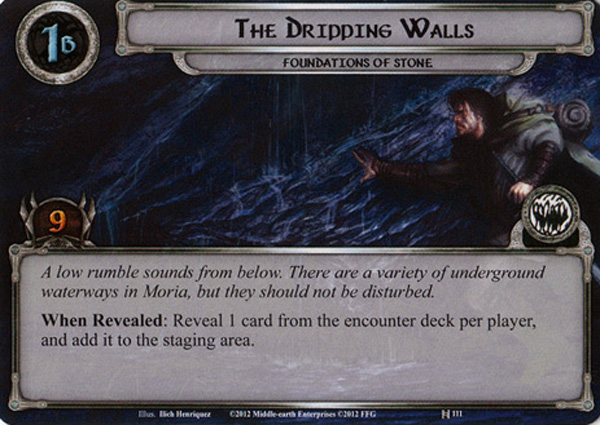 1B
THE DRIPPING WALLS
FOUNDATIONS OF STONE
9
A low rumble sounds from below. There are a variety of underground
waterways in Moria, but they should not be disturbed.
When Revealed: Reveal 1 card from the encounter deck per player,
and add it to the staging area.
Illus. Ilich Henriquez ©2012 Middle-earth Enterprises ©2012 FFG 111